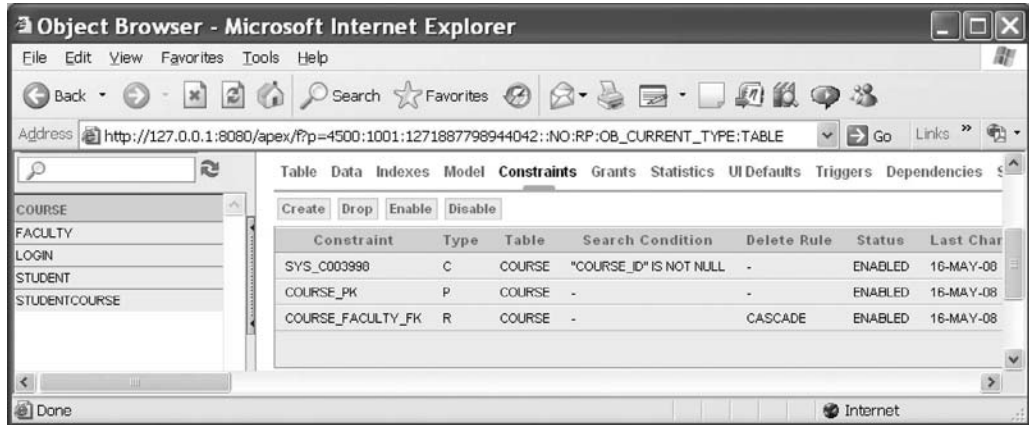 Object Browser - Microsoft Internet Explorer
File Edit View Favorites Tools Help
Back Search Favorites
Address http://127.0.0.1:8080/apex/f?p=4500:1001:1271887798944042::NO:RP:OB_CURRENT_TYPE:TABLE Go Links »
Table Data Indexes Model Constraints Grants Statistics UI Defaults Triggers Dependencies S
Create Drop Enable Disable
COURSE
FACULTY
LOGIN
STUDENT
STUDENTCOURSE
Constraint Type Table Search Condition Delete Rule Status Last Char
SYS_C003998 C COURSE "COURSE_ID" IS NOT NULL - ENABLED 16-MAY-08
COURSE_PK P COURSE - - ENABLED 16-MAY-08
COURSE_FACULTY_FK R COURSE - CASCADE ENABLED 16-MAY-08
Done Internet